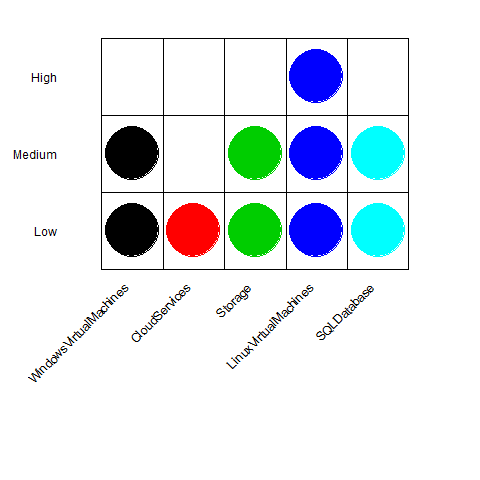 High
Medium
Low
WindowsVirtualMachines
CloudServices
Storage
LinuxVirtualMachines
SQLDatabase